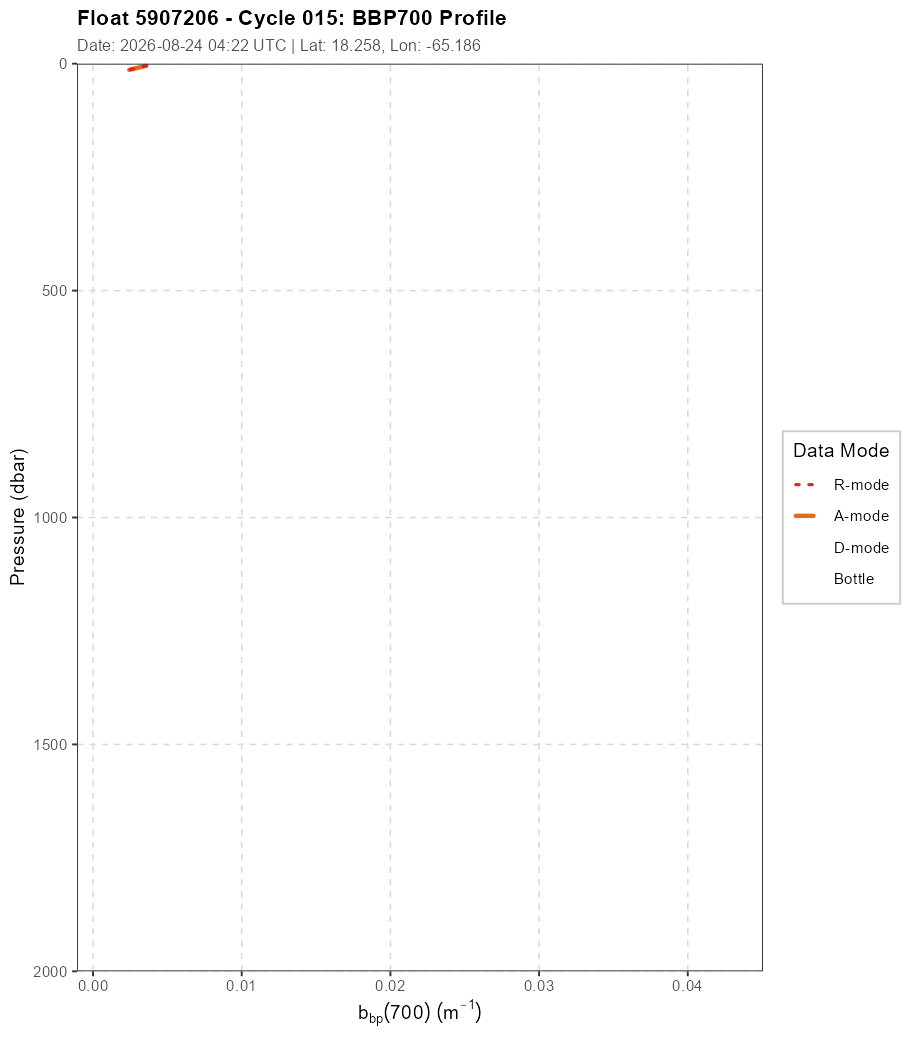 Float 5907206 - Cycle 015: BBP700 Profile
Date: 2026-08-24 04:22 UTC | Lat: 18.258, Lon: -65.186
0
500
1000
1500
2000
Pressure (dbar)
0.00 0.01 0.02 0.03 0.04
b_bp(700) (m⁻¹)
Data Mode
R-mode
A-mode
D-mode
Bottle